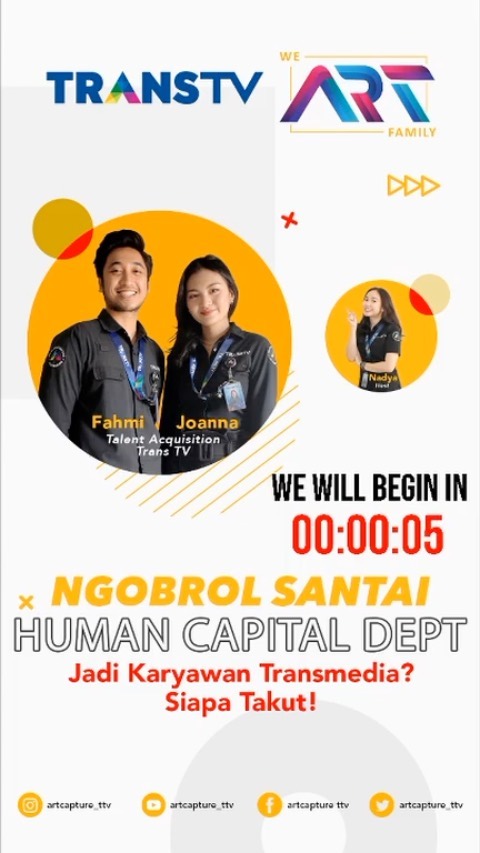 TRANSTV
WE
ART
FAMILY
Fahmi Joanna
Talent Acquisition
Trans TV
Nadya
Host
WE WILL BEGIN IN
00:00:05
NGOBROL SANTAI
HUMAN CAPITAL DEPT
Jadi Karyawan Transmedia?
Siapa Takut!
artcapture_ttv artcapture_ttv artcapture ttv artcapture_ttv